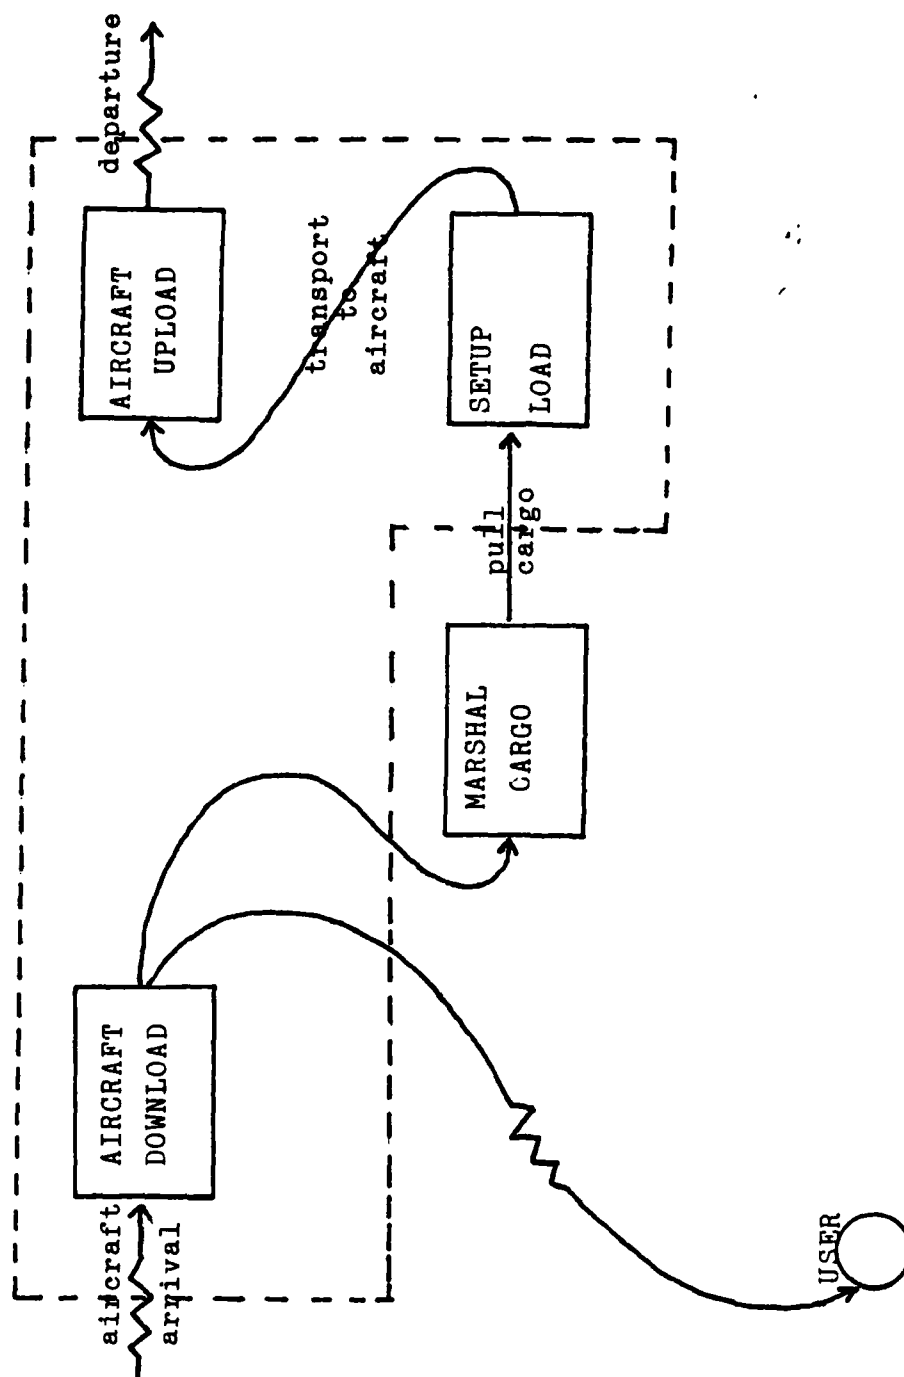 aircraft
arrival
AIRCRAFT
DOWNLOAD
AIRCRAFT
UPLOAD
departure
transport
to
aircraft
MARSHAL
CARGO
pull
cargo
SETUP
LOAD
USER